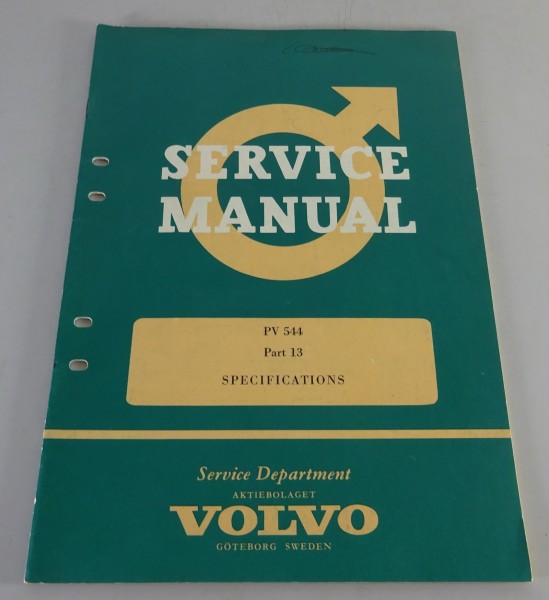 SERVICE
MANUAL
PV 544
Part 13
SPECIFICATIONS
Service Department
AKTIEBOLAGET
VOLVO
GÖTEBORG SWEDEN